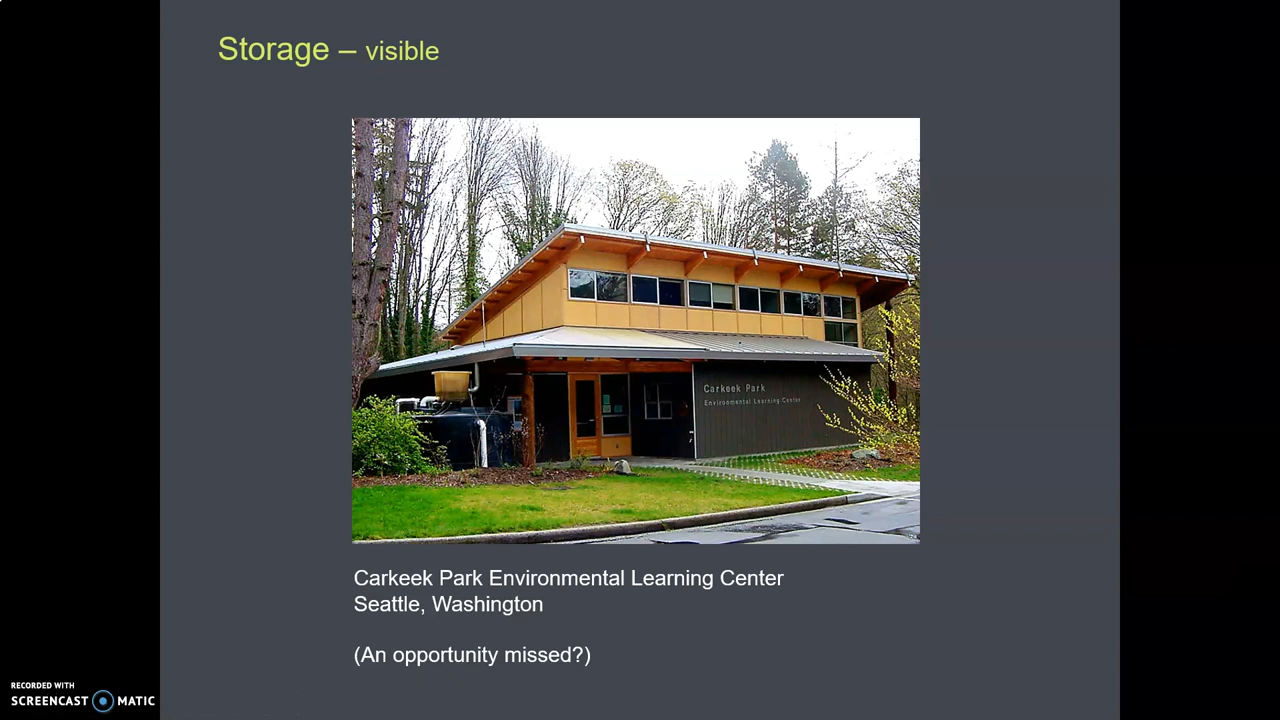 Storage – visible
Carkeek Park
Environmental Learning Center
Carkeek Park Environmental Learning Center
Seattle, Washington
(An opportunity missed?)
RECORDED WITH
SCREENCAST MATIC